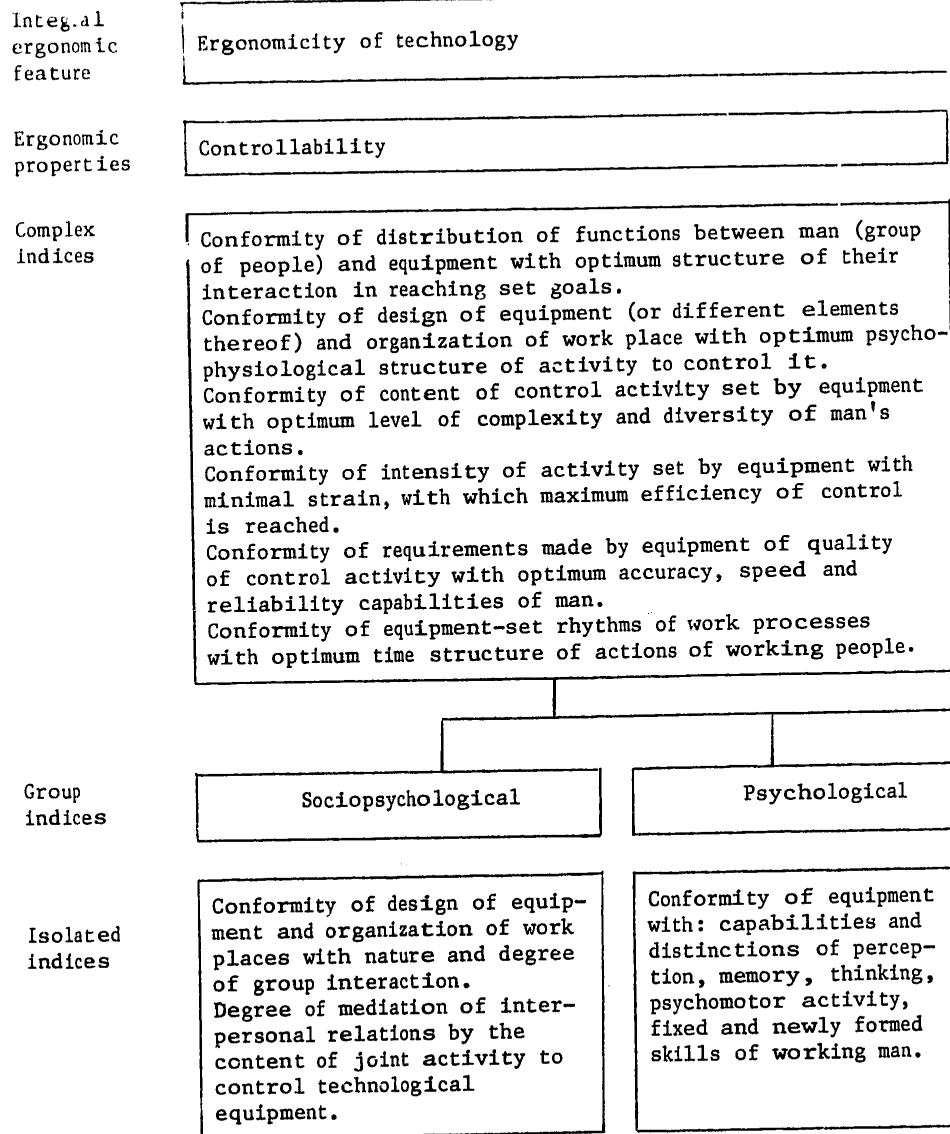 Integ.al
ergonomic
feature
Ergonomicity of technology
Ergonomic
properties
Controllability
Complex
indices
Conformity of distribution of functions between man (group
of people) and equipment with optimum structure of their
interaction in reaching set goals.
Conformity of design of equipment (or different elements
thereof) and organization of work place with optimum psycho-
physiological structure of activity to control it.
Conformity of content of control activity set by equipment
with optimum level of complexity and diversity of man's
actions.
Conformity of intensity of activity set by equipment with
minimal strain, with which maximum efficiency of control
is reached.
Conformity of requirements made by equipment of quality
of control activity with optimum accuracy, speed and
reliability capabilities of man.
Conformity of equipment-set rhythms of work processes
with optimum time structure of actions of working people.
Group
indices
Sociopsychological
Psychological
Isolated
indices
Conformity of design of equip-
ment and organization of work
places with nature and degree
of group interaction.
Degree of mediation of inter-
personal relations by the
content of joint activity to
control technological
equipment.
Conformity of equipment
with: capabilities and
distinctions of percep-
tion, memory, thinking,
psychomotor activity,
fixed and newly formed
skills of working man.